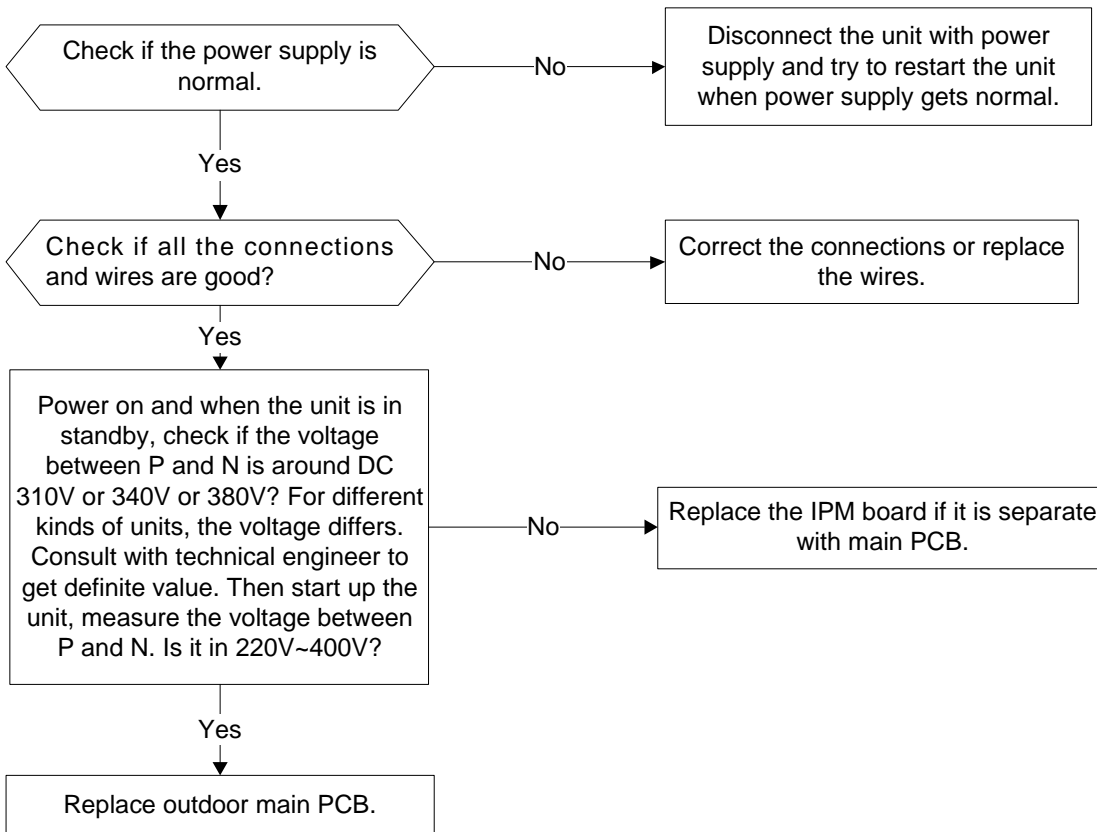 Check if the power supply is
normal.
No
Disconnect the unit with power
supply and try to restart the unit
when power supply gets normal.
Yes
Check if all the connections
and wires are good?
No
Correct the connections or replace
the wires.
Yes
Power on and when the unit is in
standby, check if the voltage
between P and N is around DC
310V or 340V or 380V? For different
kinds of units, the voltage differs.
Consult with technical engineer to
get definite value. Then start up the
unit, measure the voltage between
P and N. Is it in 220V~400V?
No
Replace the IPM board if it is separate
with main PCB.
Yes
Replace outdoor main PCB.